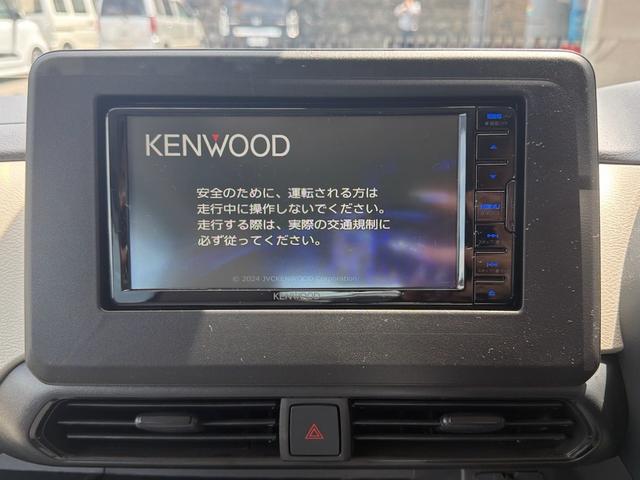 KENWOOD
安全のために、運転される方は
走行中に操作しないでください。
走行する際は、実際の交通規制に
必ず従ってください。
© 2024 JVCKENWOOD Corporation
KENWOOD
MENU